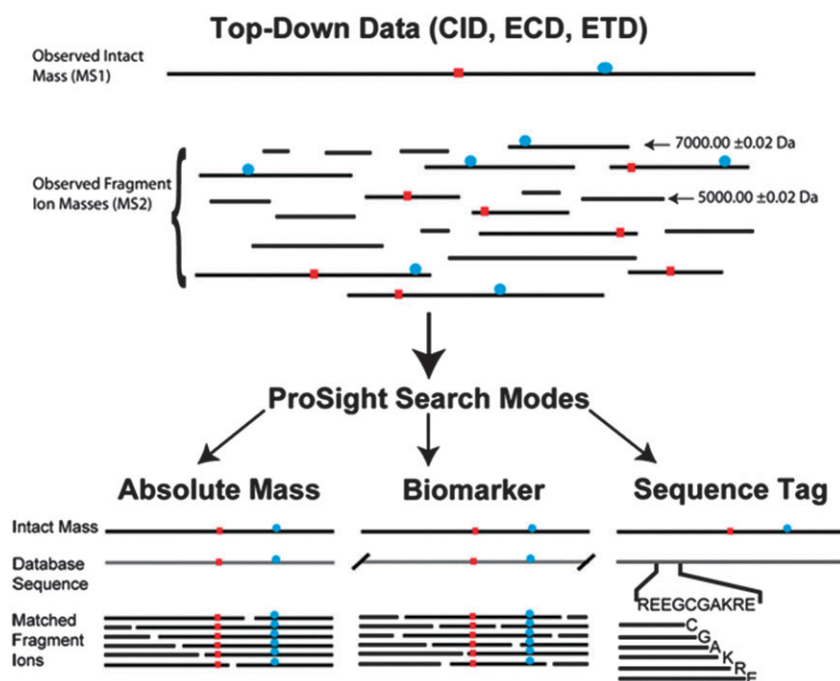 Top-Down Data (CID, ECD, ETD)
Observed Intact
Mass (MS1)
7000.00 ±0.02 Da
Observed Fragment
Ion Masses (MS2)
5000.00 ±0.02 Da
ProSight Search Modes
Absolute Mass
Biomarker
Sequence Tag
Intact Mass
Database
Sequence
REEGCGAKRE
Matched
Fragment
Ions
C
G
A
K
R
E